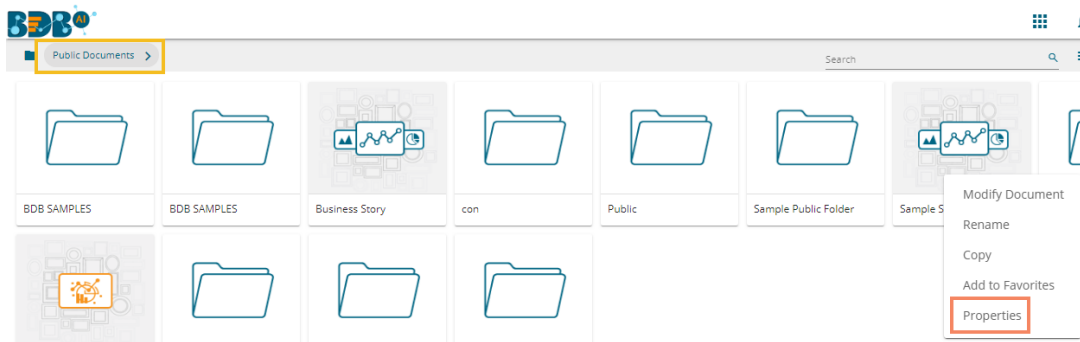 BDB AI
Public Documents
Search
BDB SAMPLES
BDB SAMPLES
Business Story
con
Public
Sample Public Folder
Sample S
Modify Document
Rename
Copy
Add to Favorites
Properties